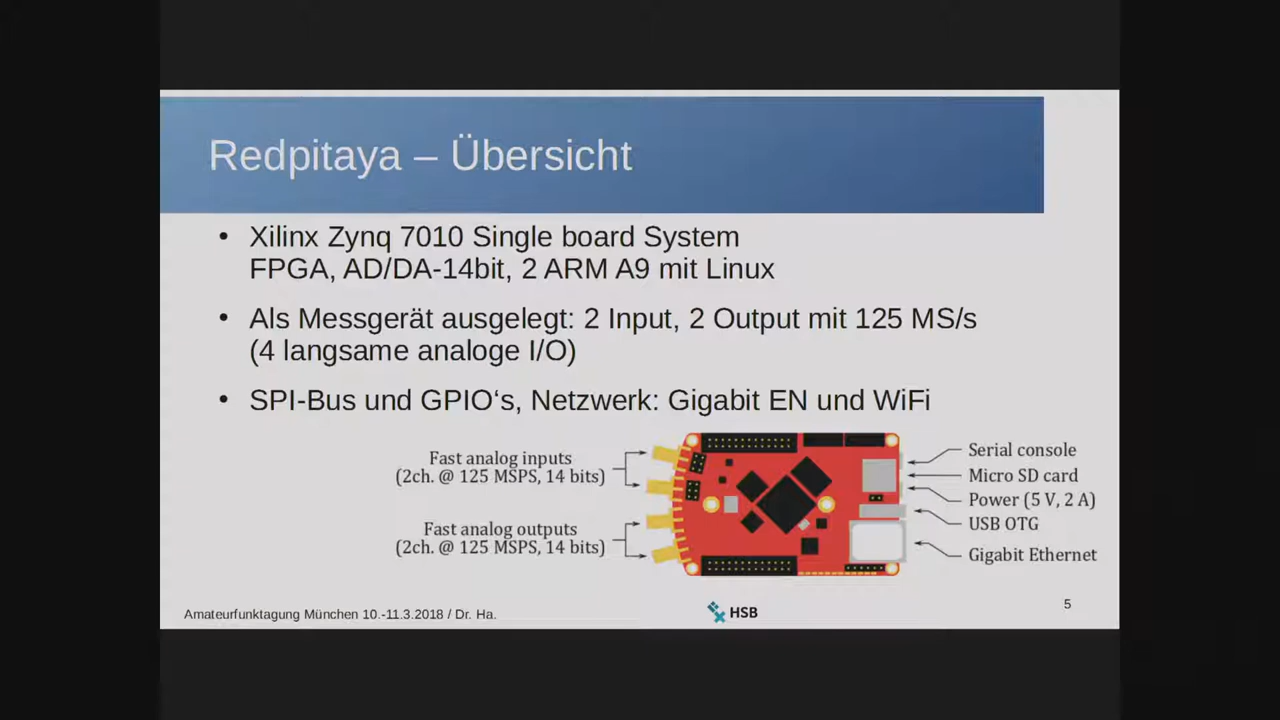 Redpitaya – Übersicht
• Xilinx Zynq 7010 Single board System
FPGA, AD/DA-14bit, 2 ARM A9 mit Linux
• Als Messgerät ausgelegt: 2 Input, 2 Output mit 125 MS/s
(4 langsame analoge I/O)
• SPI-Bus und GPIO‘s, Netzwerk: Gigabit EN und WiFi
Fast analog inputs
(2ch. @ 125 MSPS, 14 bits)
Fast analog outputs
(2ch. @ 125 MSPS, 14 bits)
Serial console
Micro SD card
Power (5 V, 2 A)
USB OTG
Gigabit Ethernet
Amateurfunktagung München 10.-11.3.2018 / Dr. Ha.
HSB
5